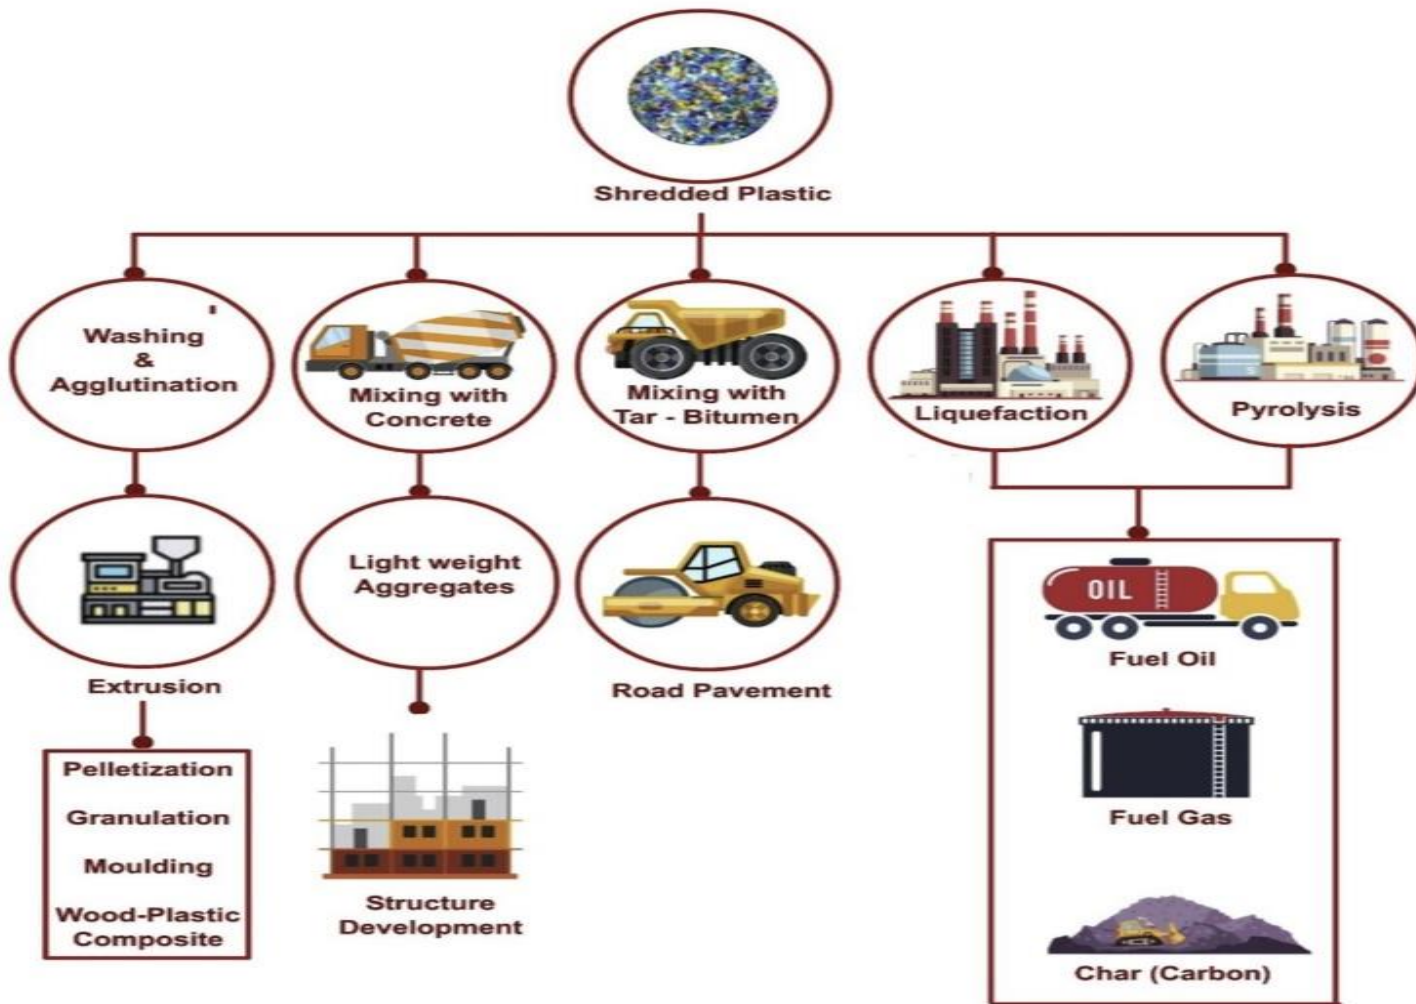 Shredded Plastic
Washing
&
Agglutination
Mixing with
Concrete
Mixing with
Tar - Bitumen
Liquefaction
Pyrolysis
Extrusion
Light weight
Aggregates
Road Pavement
OIL
Fuel Oil
Pelletization
Granulation
Moulding
Wood-Plastic
Composite
Structure
Development
Fuel Gas
Char (Carbon)